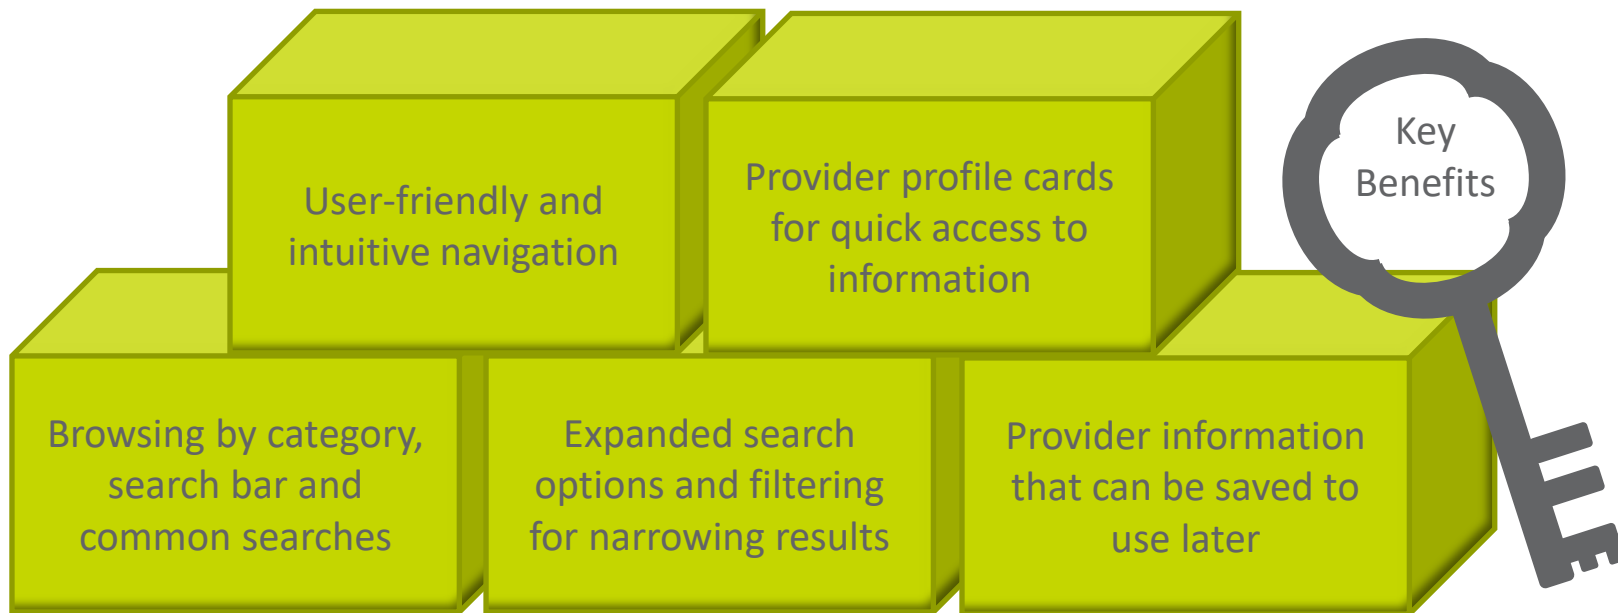 User-friendly and
intuitive navigation
Provider profile cards
for quick access to
information
Key
Benefits
Browsing by category,
search bar and
common searches
Expanded search
options and filtering
for narrowing results
Provider information
that can be saved to
use later